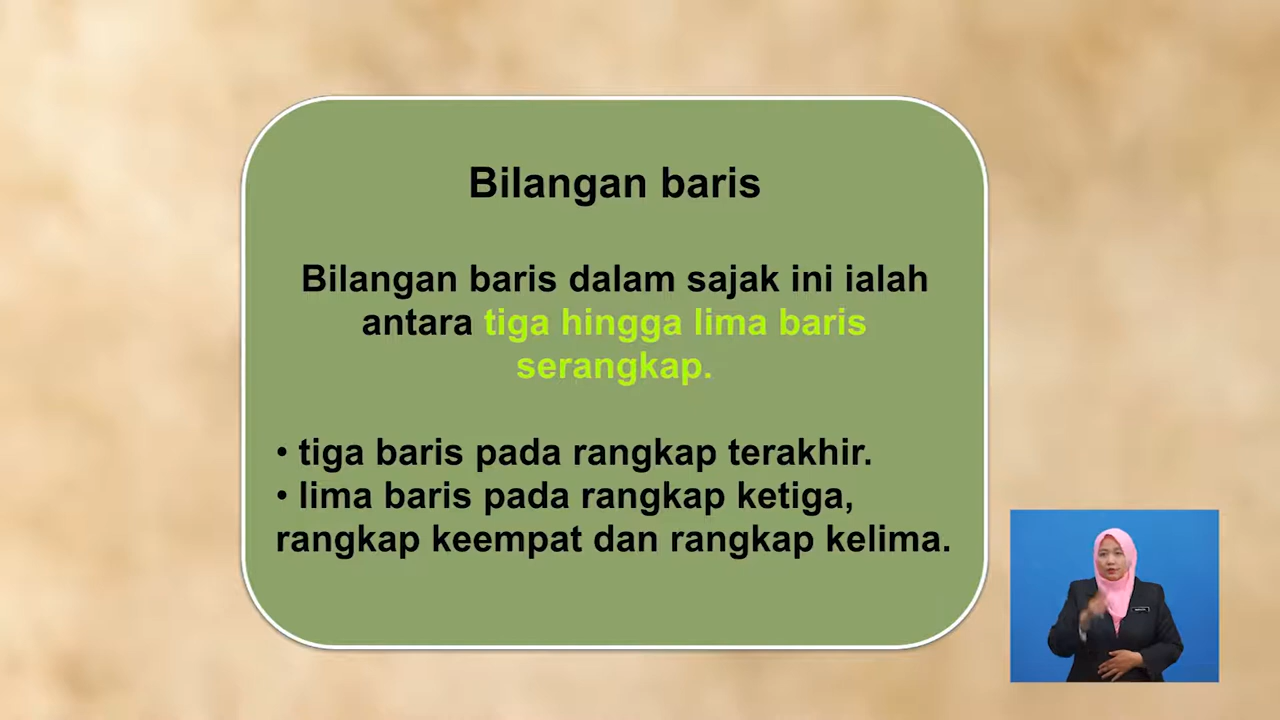 Bilangan baris
Bilangan baris dalam sajak ini ialah
antara tiga hingga lima baris
serangkap.
• tiga baris pada rangkap terakhir.
• lima baris pada rangkap ketiga,
rangkap keempat dan rangkap kelima.